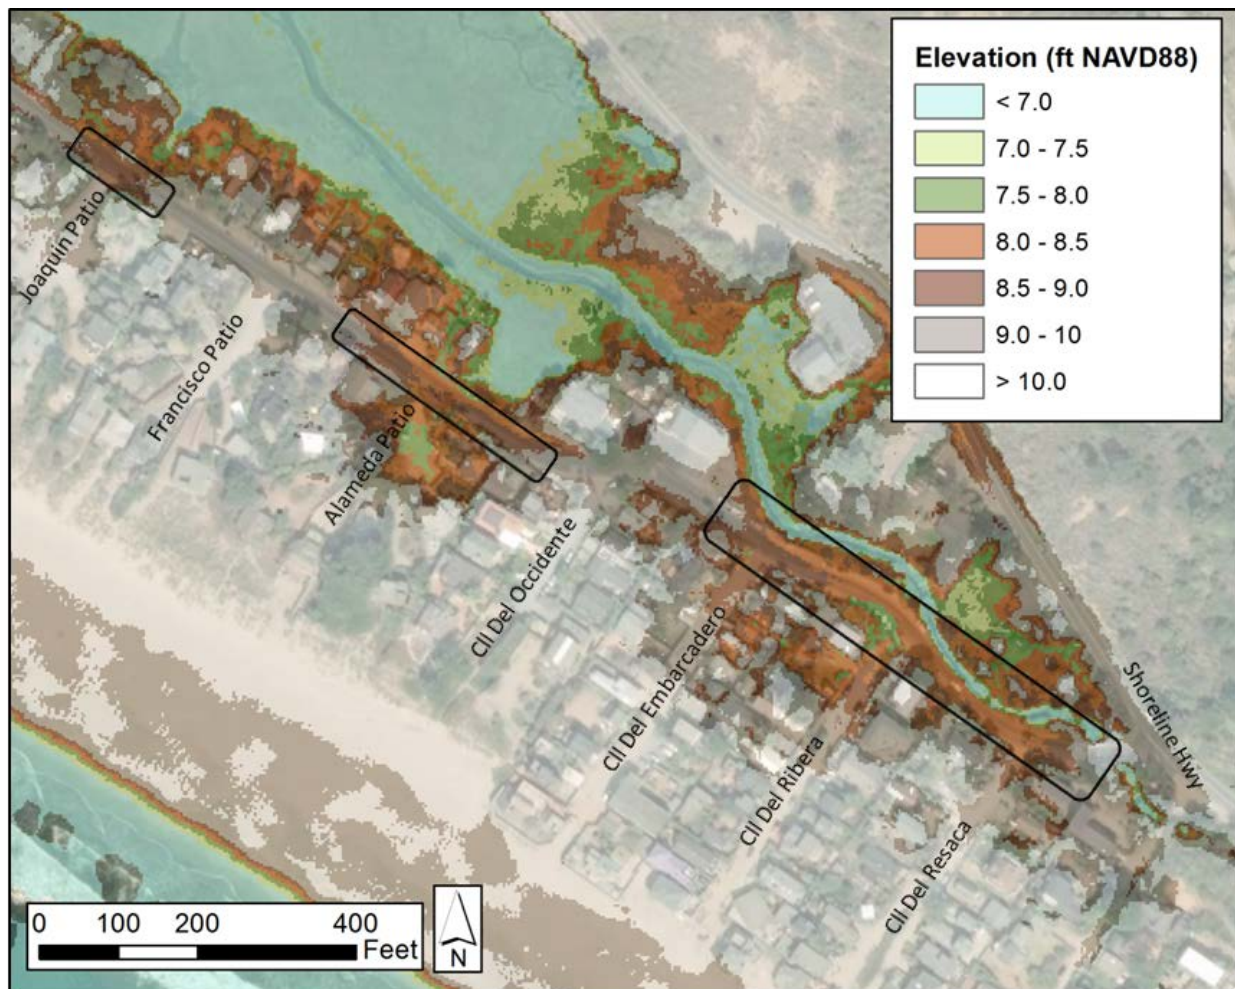 Elevation (ft NAVD88)
< 7.0
7.0 - 7.5
7.5 - 8.0
8.0 - 8.5
8.5 - 9.0
9.0 - 10
> 10.0
Joaquin Patio
Francisco Patio
Alameda Patio
Cll Del Occidente
Cll Del Embarcadero
Cll Del Ribera
Cll Del Resaca
Shoreline Hwy
0 100 200 400
Feet
N